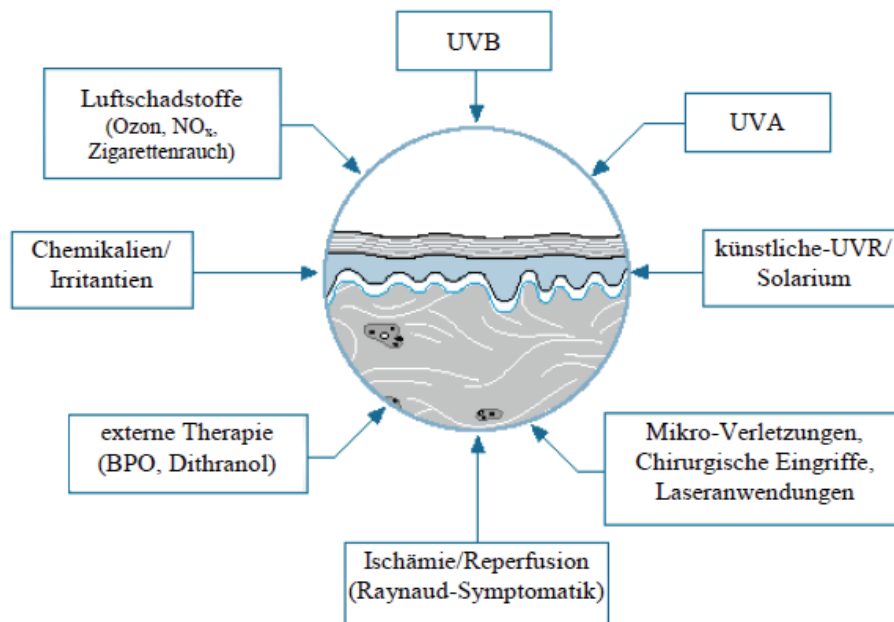 UVB
Luftschadstoffe
(Ozon, NOₓ,
Zigarettenrauch)
UVA
Chemikalien/
Irritantien
künstliche-UVR/
Solarium
externe Therapie
(BPO, Dithranol)
Mikro-Verletzungen,
Chirurgische Eingriffe,
Laseranwendungen
Ischämie/Reperfusion
(Raynaud-Symptomatik)